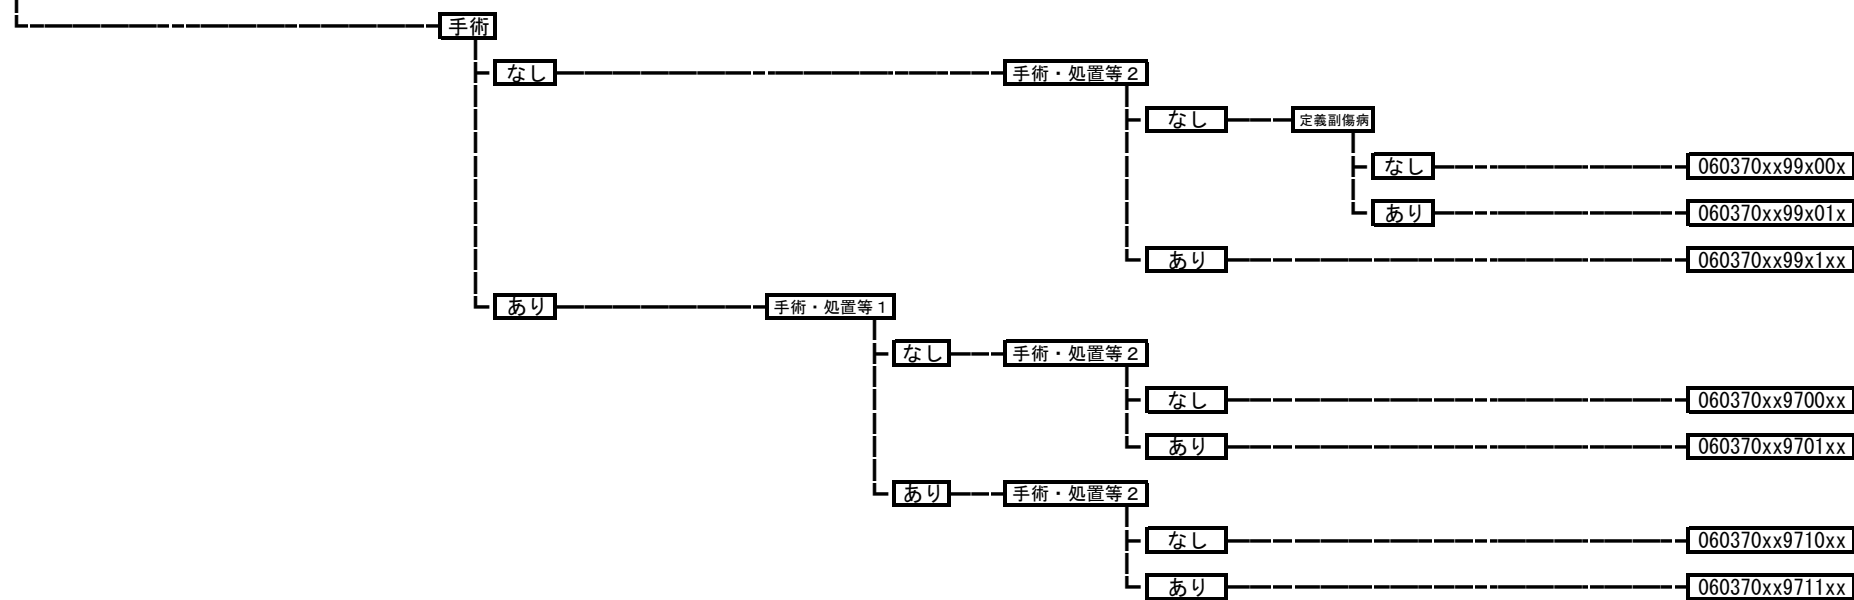 手術
なし 手術・処置等２
なし 定義副傷病
なし 060370xx99x00x
あり 060370xx99x01x
あり 060370xx99x1xx
あり 手術・処置等１
なし 手術・処置等２
なし 060370xx9700xx
あり 060370xx9701xx
あり 手術・処置等２
なし 060370xx9710xx
あり 060370xx9711xx